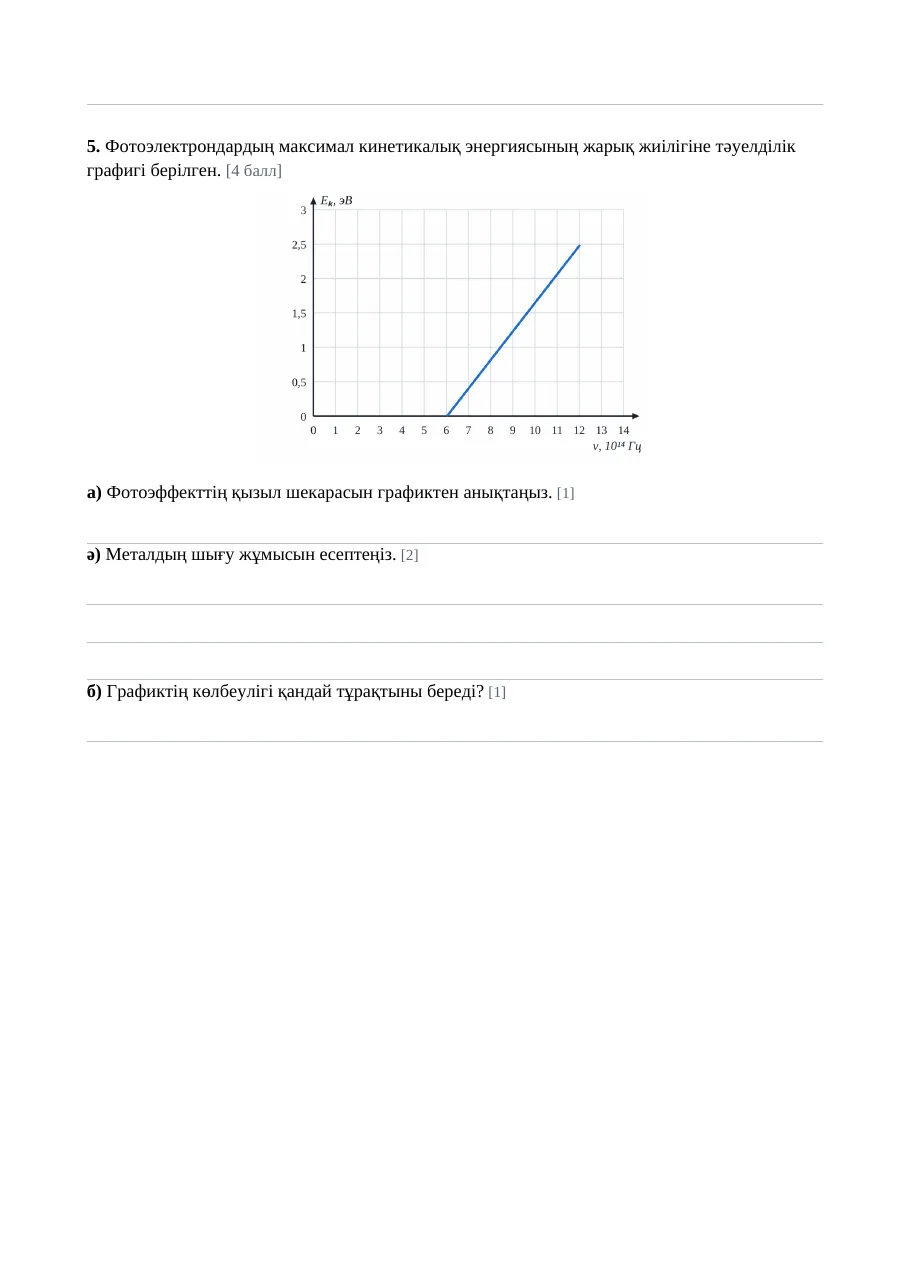 5. Фотоэлектрондардың максимал кинетикалық энергиясының жарық жиілігіне тәуелділік
графигі берілген. [4 балл]
Eₖ, эВ
3
2,5
2
1,5
1
0,5
0
0 1 2 3 4 5 6 7 8 9 10 11 12 13 14
ν, 10¹⁴ Гц
а) Фотоэффекттің қызыл шекарасын графиктен анықтаңыз. [1]
ә) Металдың шығу жұмысын есептеңіз. [2]
б) Графиктің көлбеулігі қандай тұрақтыны береді? [1]